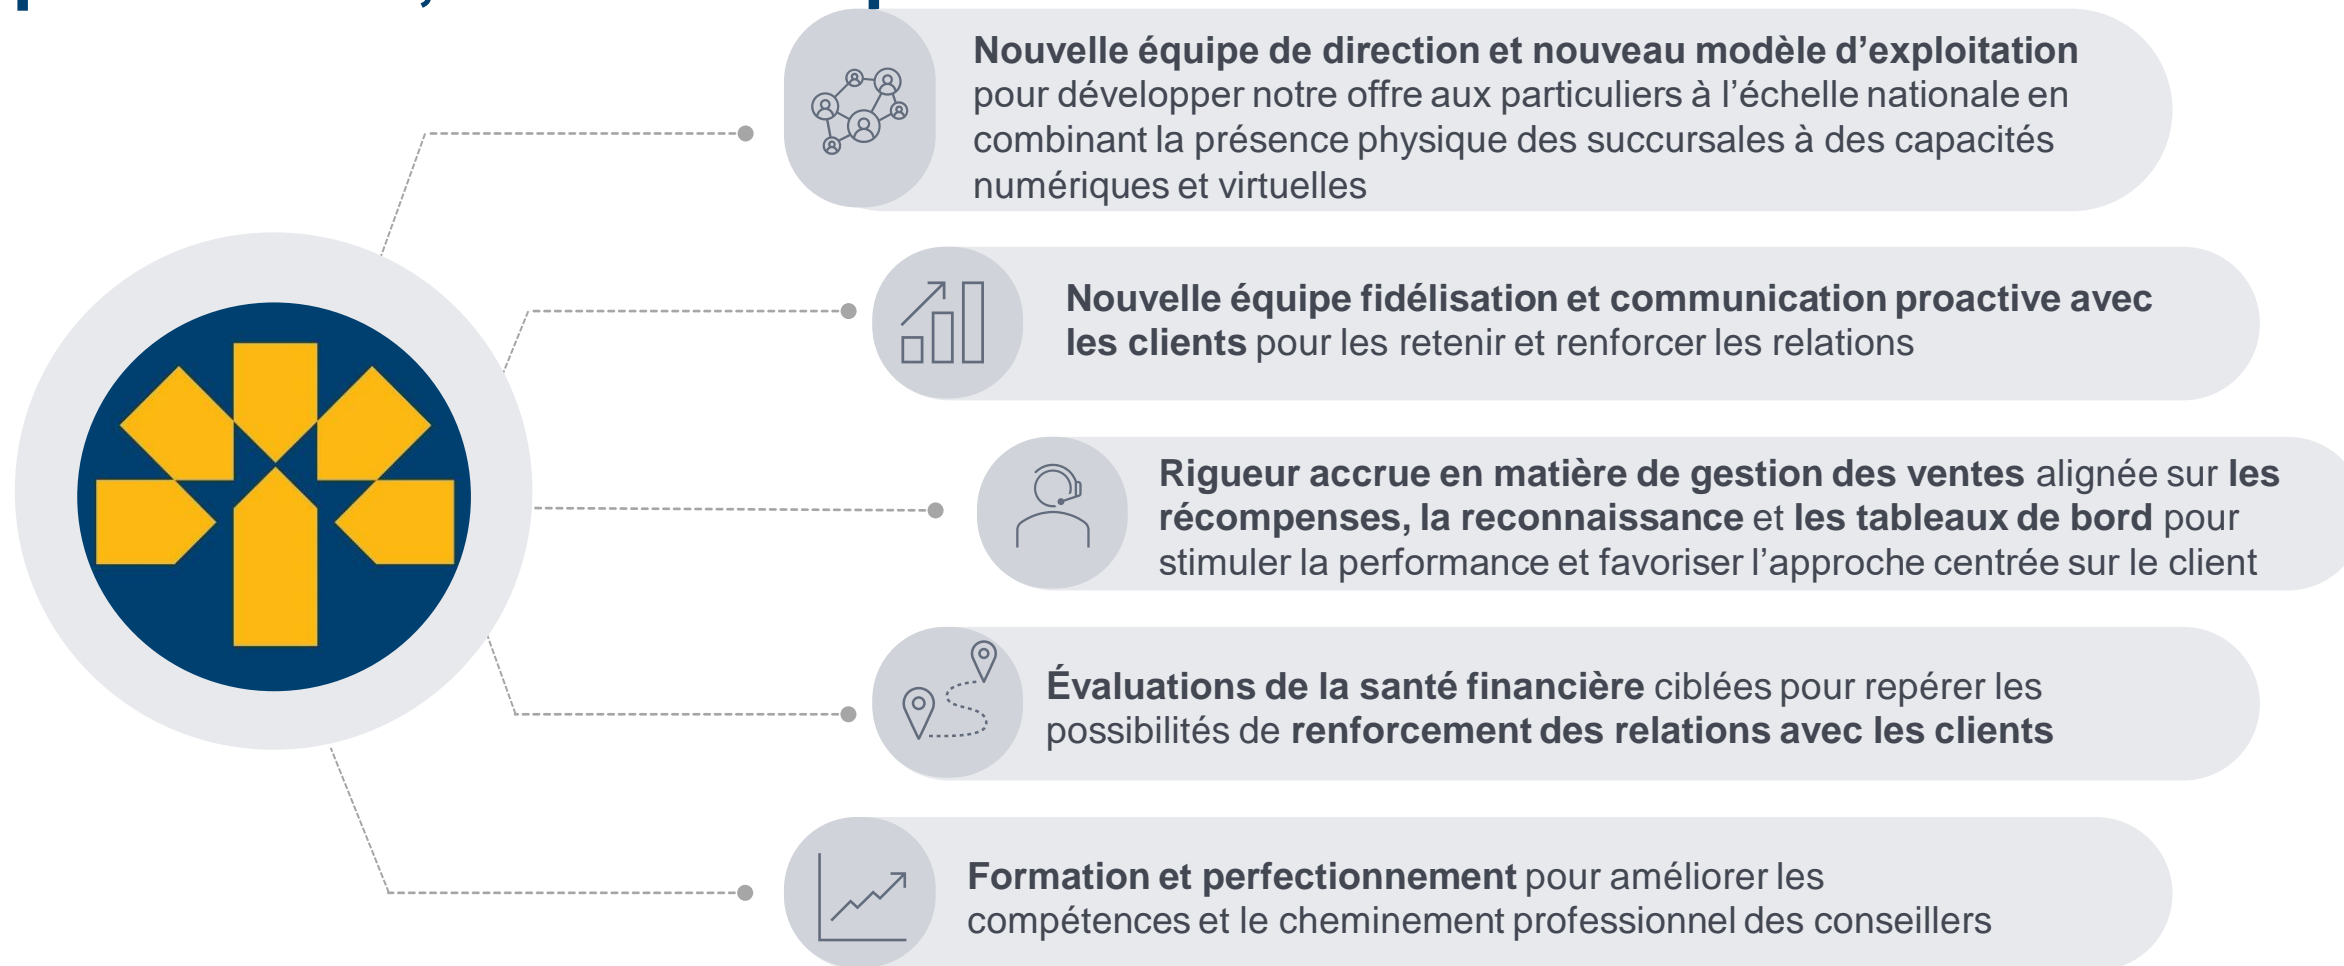 Nouvelle équipe de direction et nouveau modèle d’exploitation
pour développer notre offre aux particuliers à l’échelle nationale en
combinant la présence physique des succursales à des capacités
numériques et virtuelles
Nouvelle équipe fidélisation et communication proactive avec
les clients pour les retenir et renforcer les relations
Rigueur accrue en matière de gestion des ventes alignée sur les
récompenses, la reconnaissance et les tableaux de bord pour
stimuler la performance et favoriser l’approche centrée sur le client
Évaluations de la santé financière ciblées pour repérer les
possibilités de renforcement des relations avec les clients
Formation et perfectionnement pour améliorer les
compétences et le cheminement professionnel des conseillers